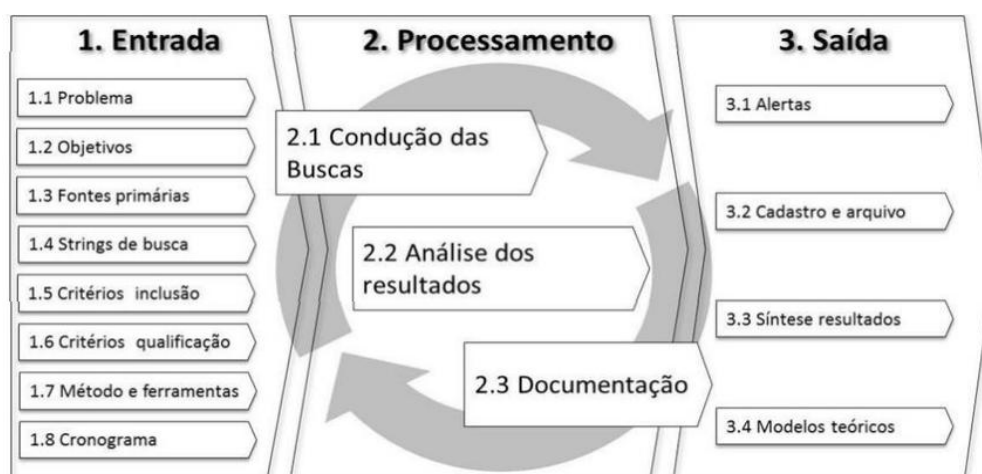 1. Entrada
1.1 Problema
1.2 Objetivos
1.3 Fontes primárias
1.4 Strings de busca
1.5 Critérios inclusão
1.6 Critérios qualificação
1.7 Método e ferramentas
1.8 Cronograma
2. Processamento
2.1 Condução das
Buscas
2.2 Análise dos
resultados
2.3 Documentação
3. Saída
3.1 Alertas
3.2 Cadastro e arquivo
3.3 Síntese resultados
3.4 Modelos teóricos